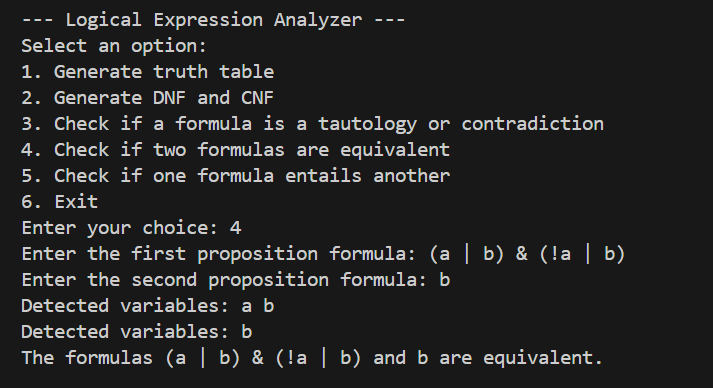 --- Logical Expression Analyzer ---
Select an option:
1. Generate truth table
2. Generate DNF and CNF
3. Check if a formula is a tautology or contradiction
4. Check if two formulas are equivalent
5. Check if one formula entails another
6. Exit
Enter your choice: 4
Enter the first proposition formula: (a | b) & (!a | b)
Enter the second proposition formula: b
Detected variables: a b
Detected variables: b
The formulas (a | b) & (!a | b) and b are equivalent.